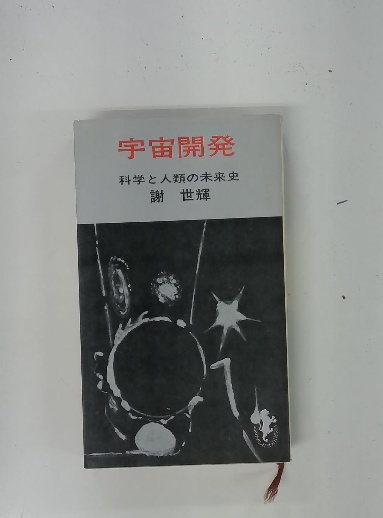 宇宙開発
科学と人類の未来史
謝 世輝